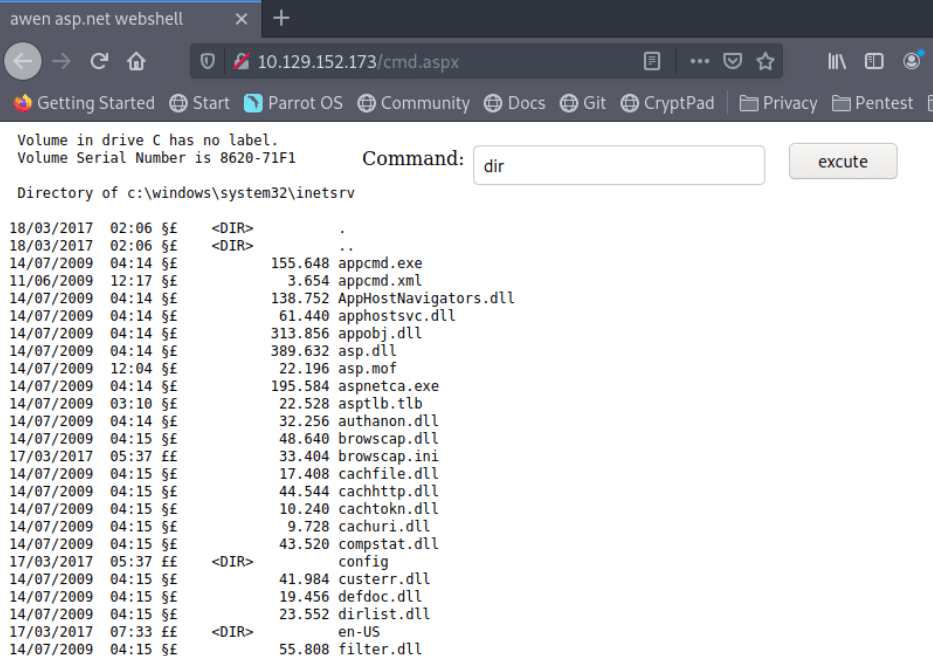 awen asp.net webshell
10.129.152.173/cmd.aspx
Getting Started Start Parrot OS Community Docs Git CryptPad Privacy Pentest
Volume in drive C has no label.
Volume Serial Number is 8620-71F1
Command: dir excute
Directory of c:\windows\system32\inetsrv
18/03/2017 02:06 §£ <DIR> .
18/03/2017 02:06 §£ <DIR> ..
14/07/2009 04:14 §£ 155.648 appcmd.exe
11/06/2009 12:17 §£ 3.654 appcmd.xml
14/07/2009 04:14 §£ 138.752 AppHostNavigators.dll
14/07/2009 04:14 §£ 61.440 apphostsvc.dll
14/07/2009 04:14 §£ 313.856 appobj.dll
14/07/2009 04:14 §£ 389.632 asp.dll
14/07/2009 12:04 §£ 22.196 asp.mof
14/07/2009 04:14 §£ 195.584 aspnetca.exe
14/07/2009 03:10 §£ 22.528 asptlb.tlb
14/07/2009 04:14 §£ 32.256 authanon.dll
14/07/2009 04:15 §£ 48.640 browscap.dll
17/03/2017 05:37 ££ 33.404 browscap.ini
14/07/2009 04:15 §£ 17.408 cachfile.dll
14/07/2009 04:15 §£ 44.544 cachhttp.dll
14/07/2009 04:15 §£ 10.240 cachtokn.dll
14/07/2009 04:15 §£ 9.728 cachuri.dll
14/07/2009 04:15 §£ 43.520 compstat.dll
17/03/2017 05:37 ££ <DIR> config
14/07/2009 04:15 §£ 41.984 custerr.dll
14/07/2009 04:15 §£ 19.456 defdoc.dll
14/07/2009 04:15 §£ 23.552 dirlist.dll
17/03/2017 07:33 ££ <DIR> en-US
14/07/2009 04:15 §£ 55.808 filter.dll